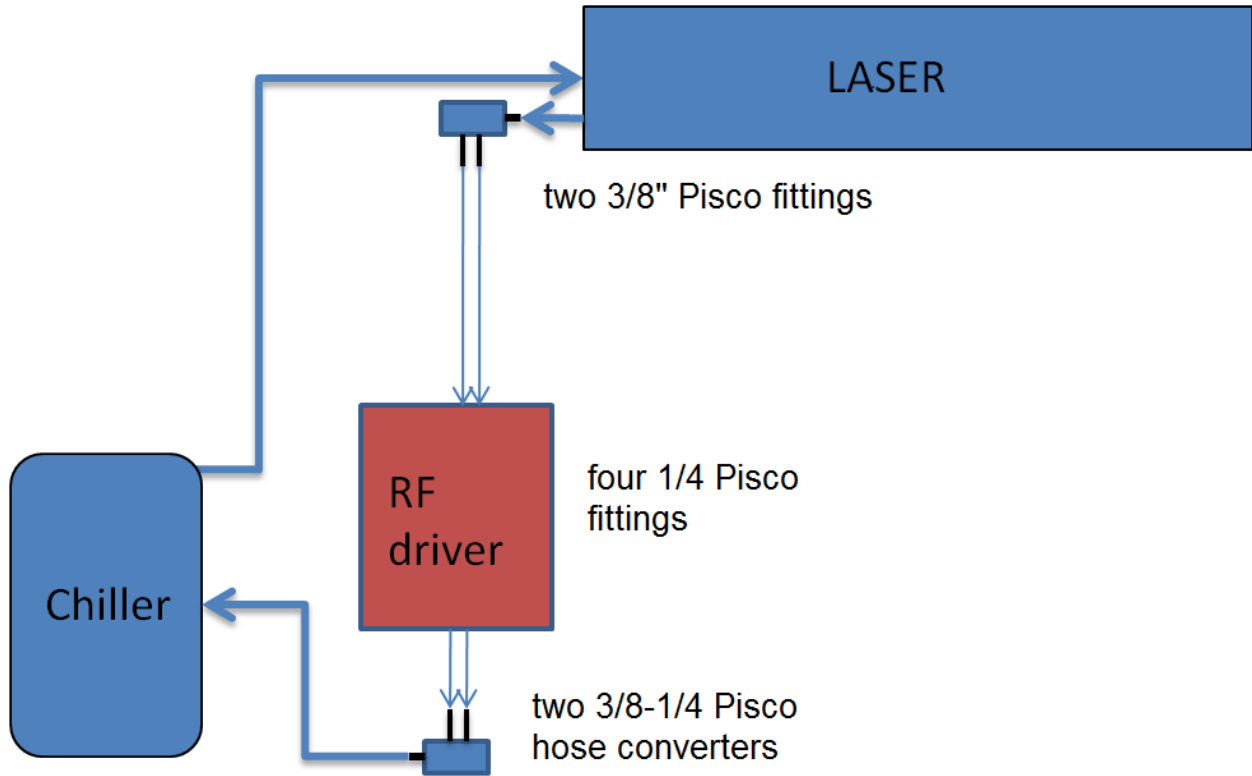 LASER
two 3/8" Pisco fittings
RF
driver
four 1/4 Pisco
fittings
Chiller
two 3/8-1/4 Pisco
hose converters